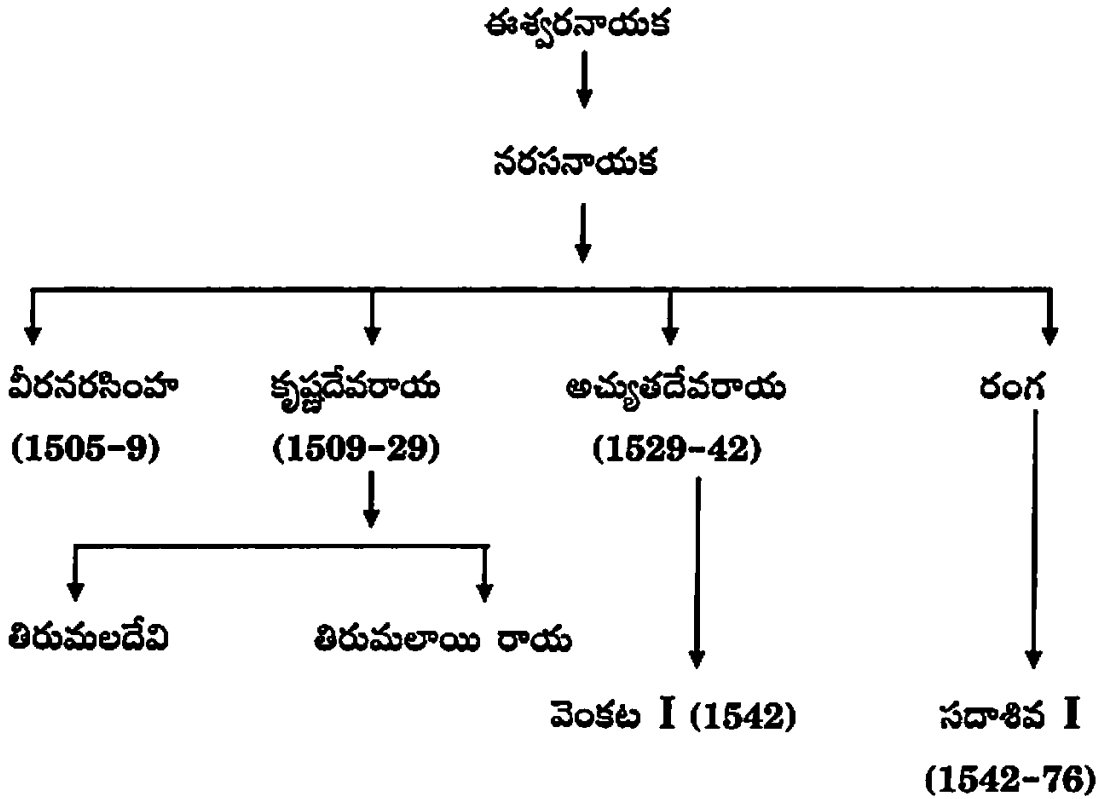 ఈశ్వరనాయక
నరసనాయక
వీరనరసింహ కృష్ణదేవరాయ అచ్యుతదేవరాయ రంగ
(1505-9) (1509-29) (1529-42)
తిరుమలదేవి తిరుమలాయి రాయ
వెంకట I (1542) సదాశివ I
(1542-76)